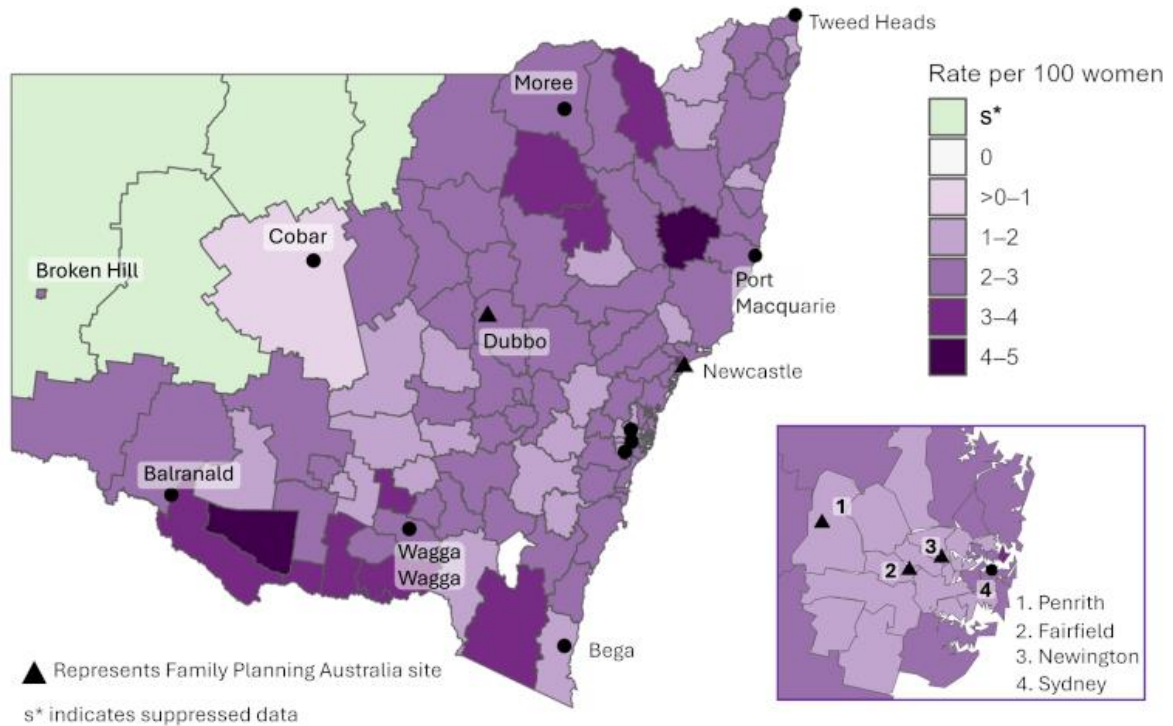 Tweed Heads
Moree
Rate per 100 women
s*
0
>0–1
1–2
2–3
3–4
4–5
Cobar
Broken Hill
Port
Macquarie
Dubbo
Newcastle
Balranald
Wagga
Wagga
Bega
1
2
3
4
1. Penrith
2. Fairfield
3. Newington
4. Sydney
Represents Family Planning Australia site
s* indicates suppressed data